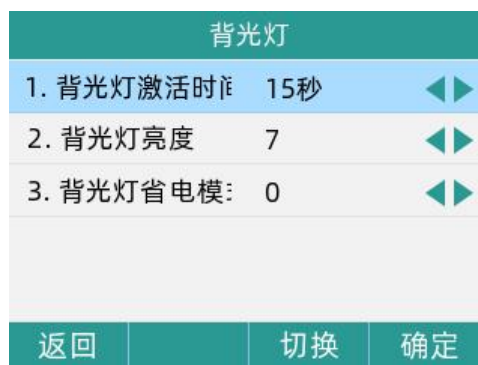 背光灯
1. 背光灯激活时 15秒
2. 背光灯亮度 7
3. 背光灯省电模 0
返回 切换 确定